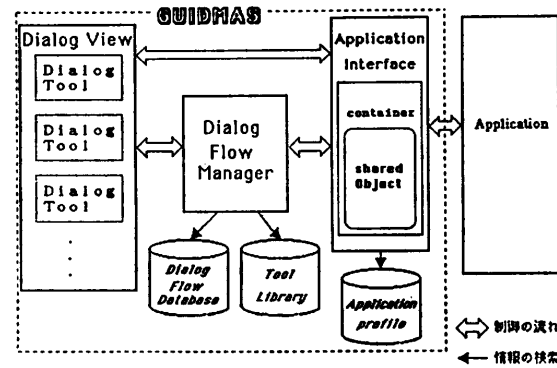 GUIDMAS
Dialog View
Dialog
Tool
Dialog
Tool
Dialog
Tool
Dialog
Flow
Manager
Dialog
Flow
Database
Tool
Library
Application
Interface
container
shared
Object
Application
profile
Application
制御の流れ
情報の検索